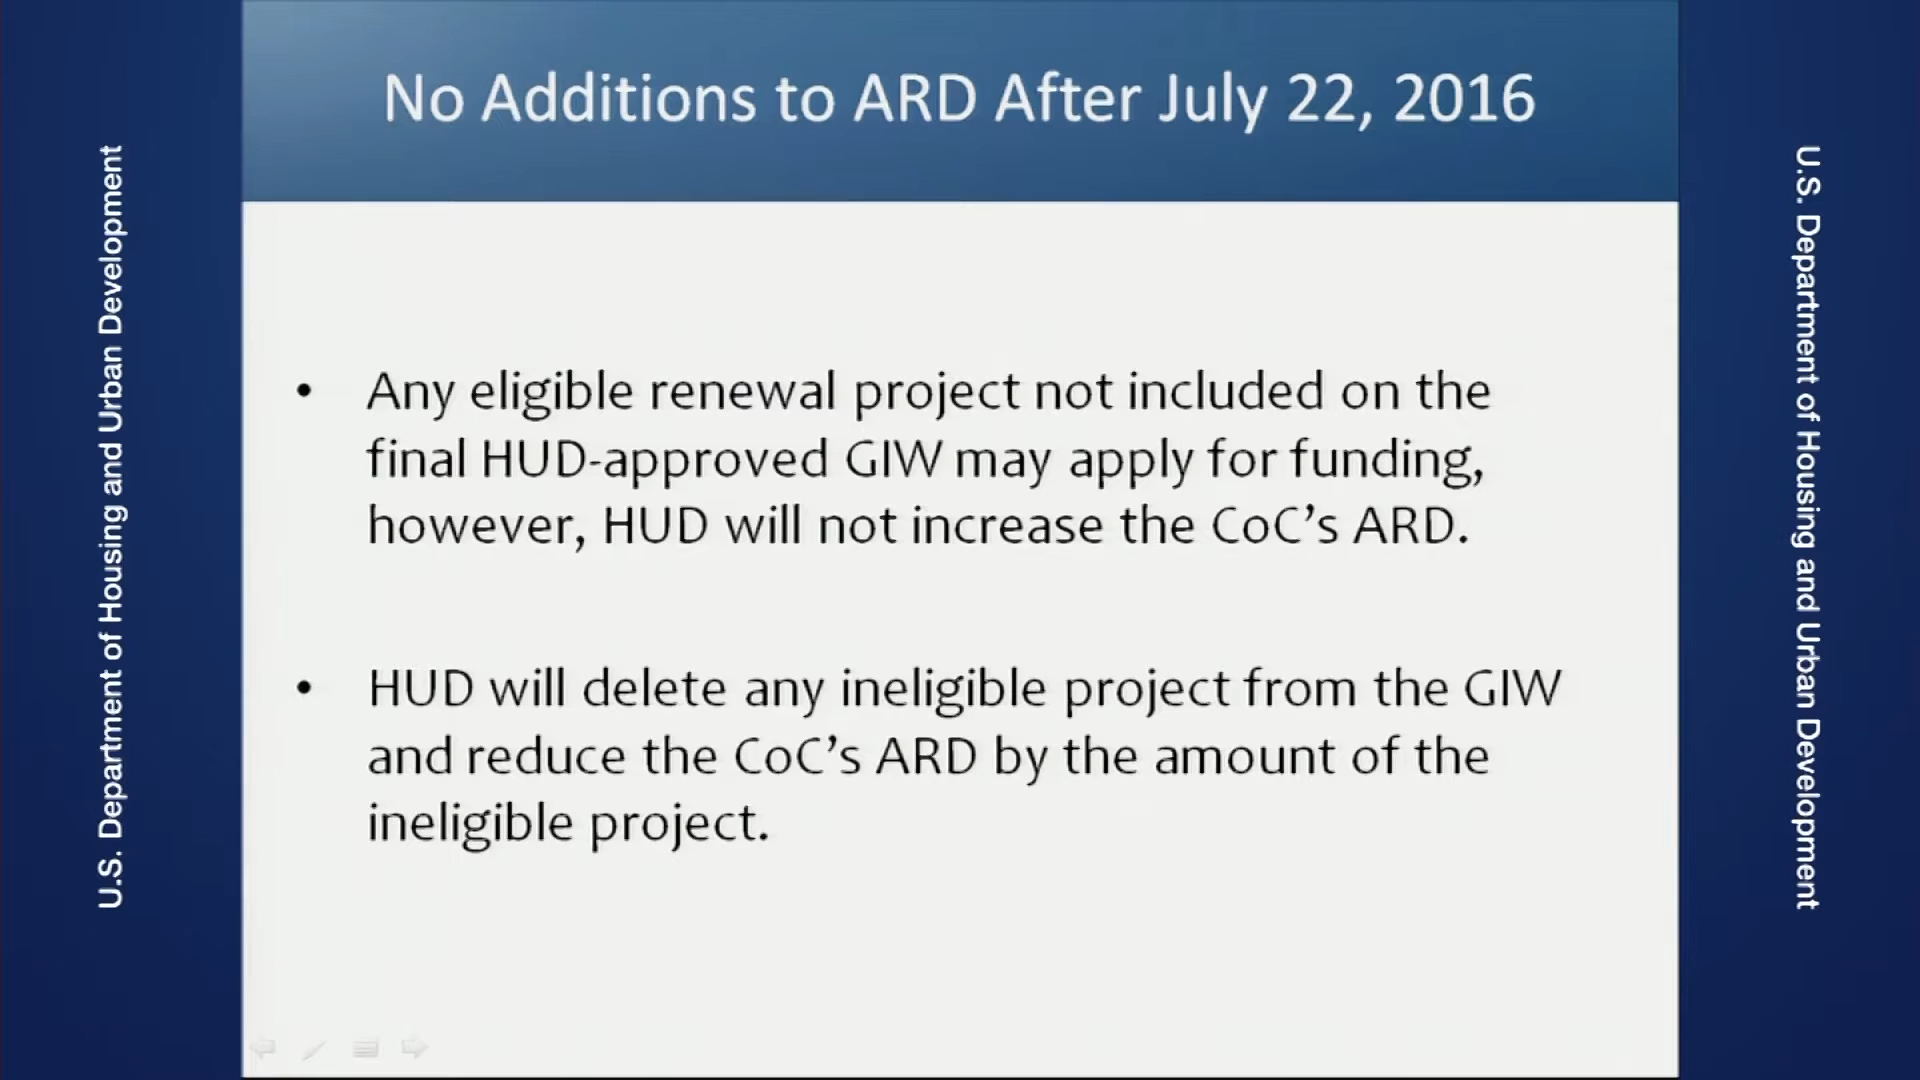 No Additions to ARD After July 22, 2016
U.S. Department of Housing and Urban Development
• Any eligible renewal project not included on the
final HUD-approved GIW may apply for funding,
however, HUD will not increase the CoC’s ARD.
• HUD will delete any ineligible project from the GIW
and reduce the CoC’s ARD by the amount of the
ineligible project.
U.S. Department of Housing and Urban Development